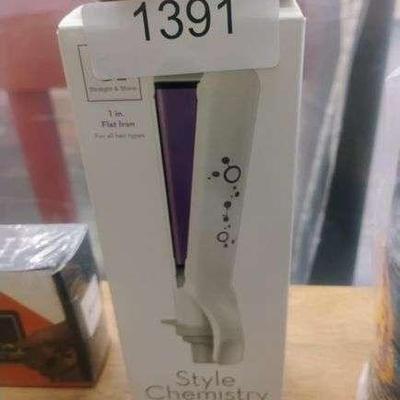 1391
Straight & Shine
1 in.
Flat Iron
For all hair types
Style
Chemistry